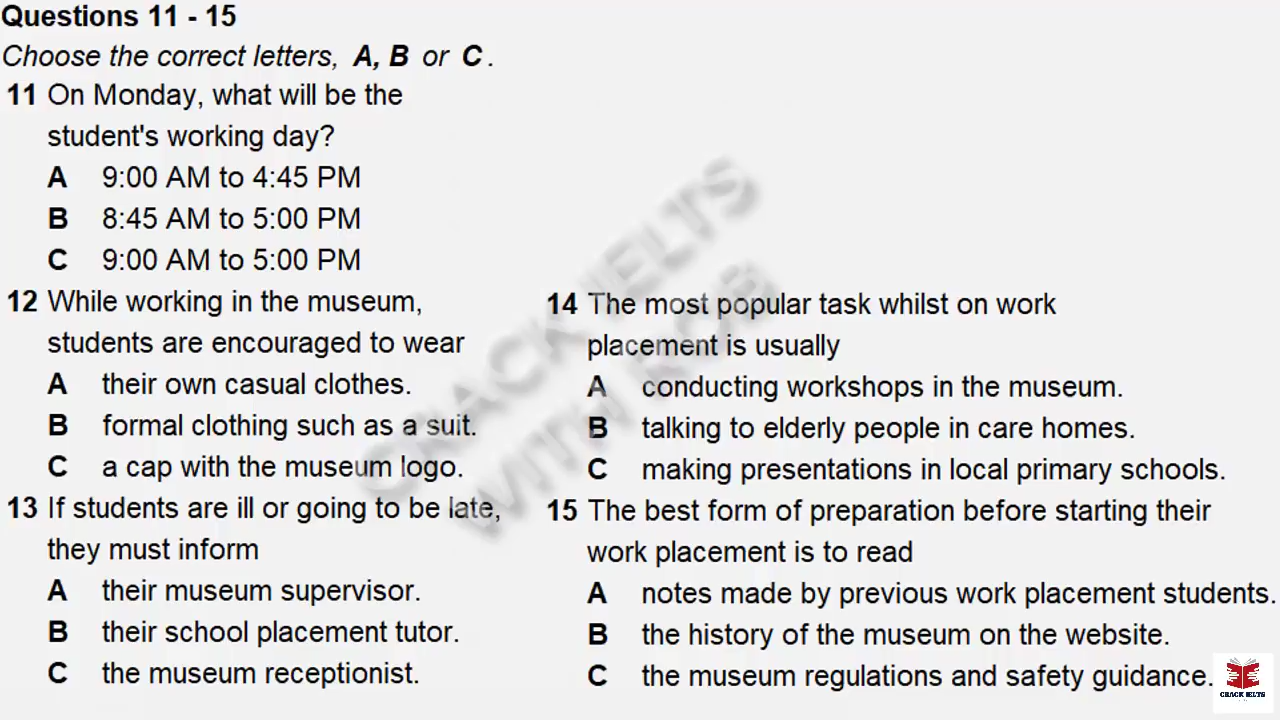 Questions 11 - 15
Choose the correct letters, A, B or C.
11 On Monday, what will be the
student's working day?
A 9:00 AM to 4:45 PM
B 8:45 AM to 5:00 PM
C 9:00 AM to 5:00 PM
12 While working in the museum,
students are encouraged to wear
A their own casual clothes.
B formal clothing such as a suit.
C a cap with the museum logo.
13 If students are ill or going to be late,
they must inform
A their museum supervisor.
B their school placement tutor.
C the museum receptionist.
14 The most popular task whilst on work
placement is usually
A conducting workshops in the museum.
B talking to elderly people in care homes.
C making presentations in local primary schools.
15 The best form of preparation before starting their
work placement is to read
A notes made by previous work placement students.
B the history of the museum on the website.
C the museum regulations and safety guidance.
CRACK IELTS
WITH ROB
CRACK IELTS